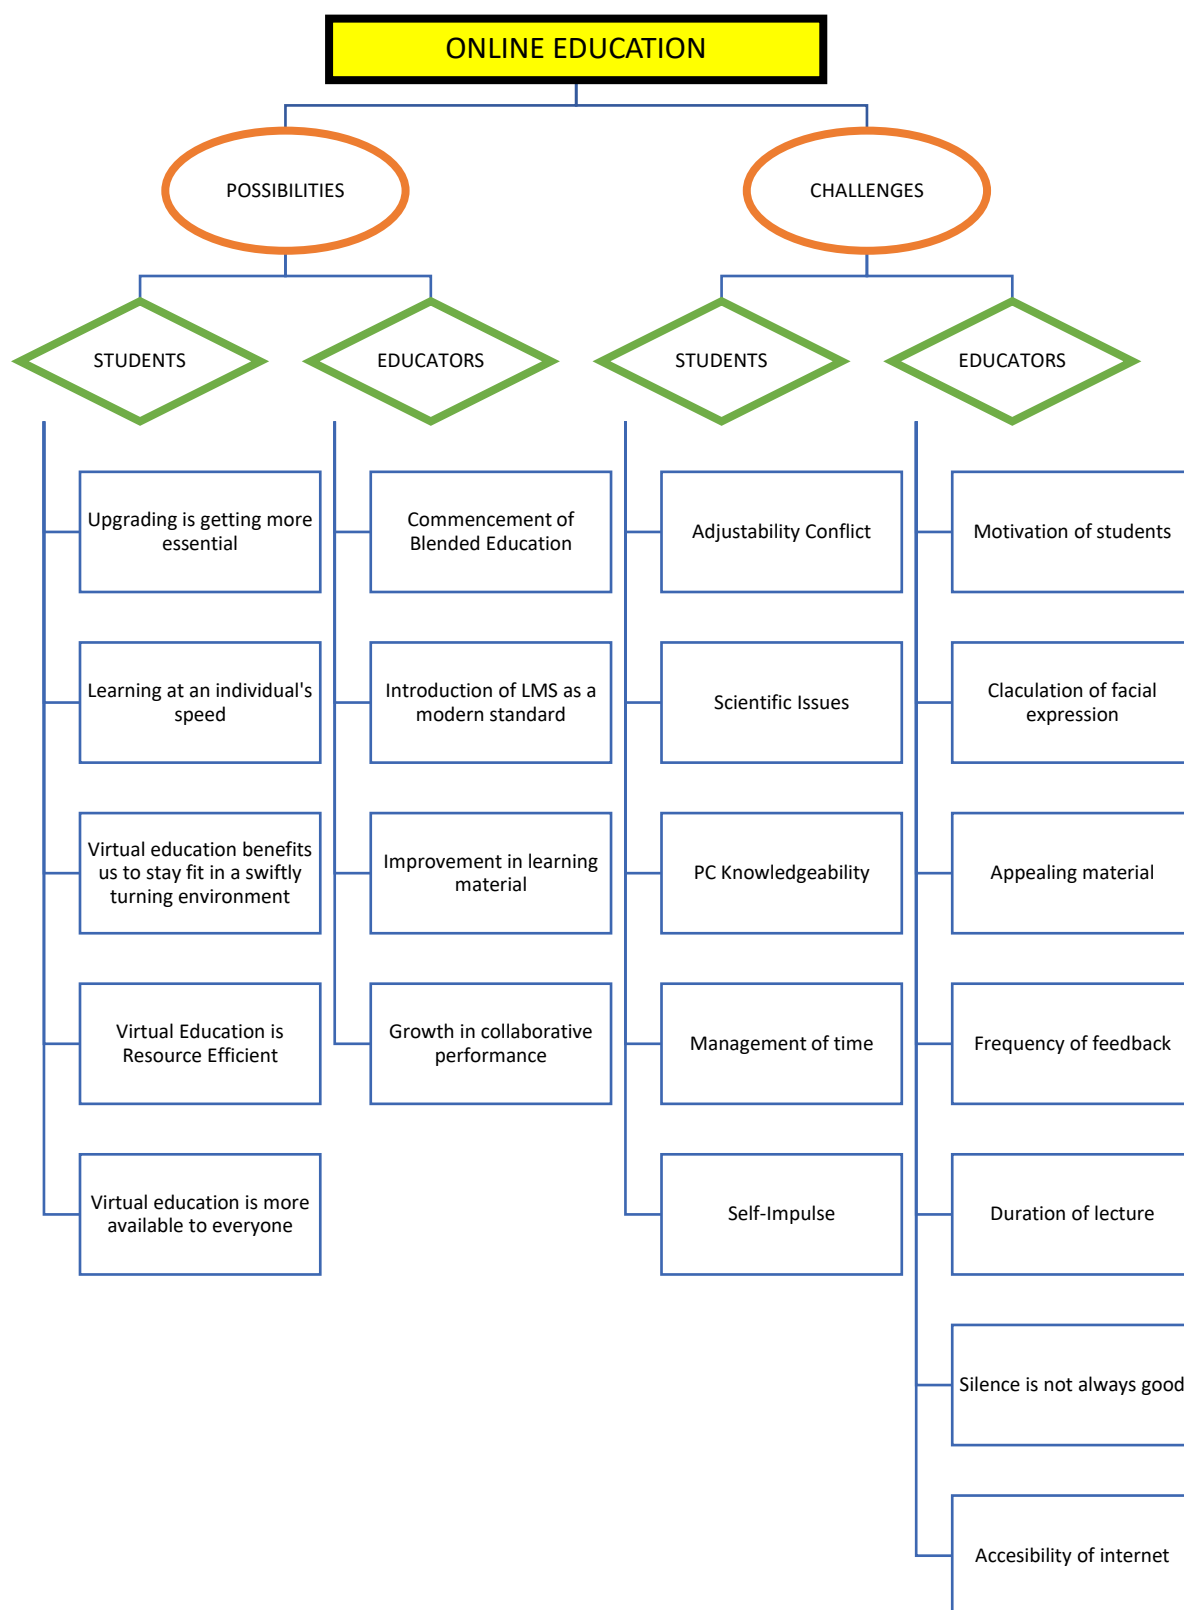 ONLINE EDUCATION
POSSIBILITIES
CHALLENGES
STUDENTS
EDUCATORS
STUDENTS
EDUCATORS
Upgrading is getting more
essential
Learning at an individual's
speed
Virtual education benefits
us to stay fit in a swiftly
turning environment
Virtual Education is
Resource Efficient
Virtual education is more
available to everyone
Commencement of
Blended Education
Introduction of LMS as a
modern standard
Improvement in learning
material
Growth in collaborative
performance
Adjustability Conflict
Scientific Issues
PC Knowledgeability
Management of time
Self-Impulse
Motivation of students
Claculation of facial
expression
Appealing material
Frequency of feedback
Duration of lecture
Silence is not always good
Accesibility of internet